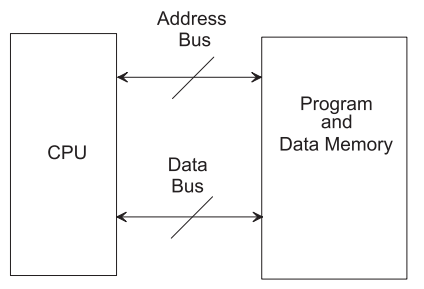 Address
Bus
Program
and
Data Memory
CPU
Data
Bus